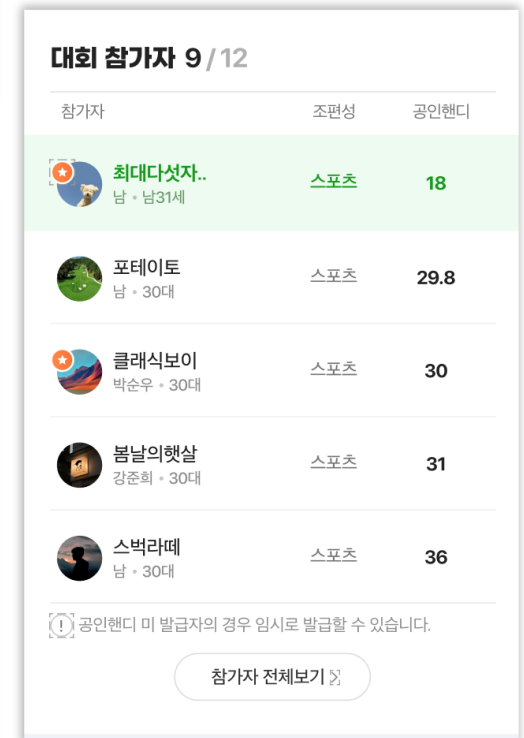 대회 참가자 9 / 12
참가자 조편성 공인핸디
최대다섯자..
남 • 남31세
스포츠 18
포테이토
남 • 30대
스포츠 29.8
클래식보이
박순우 • 30대
스포츠 30
봄날의햇살
강준희 • 30대
스포츠 31
스벅라떼
남 • 30대
스포츠 36
! 공인핸디 미 발급자의 경우 임시로 발급할 수 있습니다.
참가자 전체보기 >